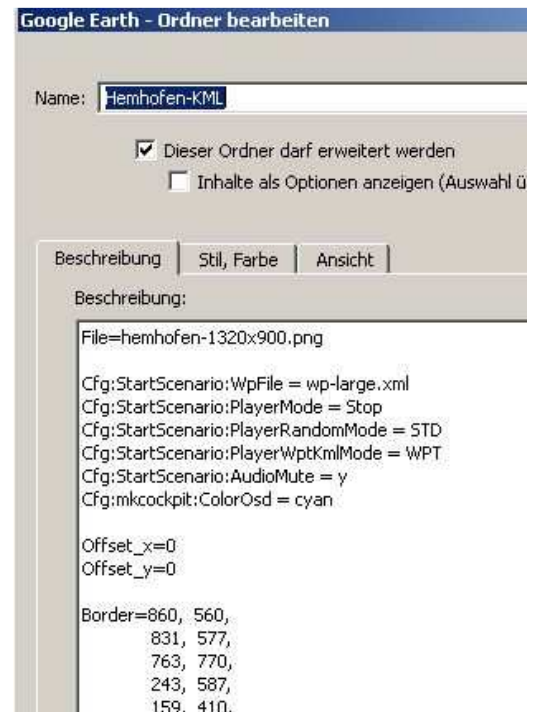 Google Earth - Ordner bearbeiten
Name: Hemhofen-KML
Dieser Ordner darf erweitert werden
Inhalte als Optionen anzeigen (Auswahl ü
Beschreibung Stil, Farbe Ansicht
Beschreibung:
File=hemhofen-1320x900.png
Cfg:StartScenario:WpFile = wp-large.xml
Cfg:StartScenario:PlayerMode = Stop
Cfg:StartScenario:PlayerRandomMode = STD
Cfg:StartScenario:PlayerWptKmlMode = WPT
Cfg:StartScenario:AudioMute = y
Cfg:mkcockpit:ColorOsd = cyan
Offset_x=0
Offset_y=0
Border=860, 560,
831, 577,
763, 770,
243, 587,
159, 410,